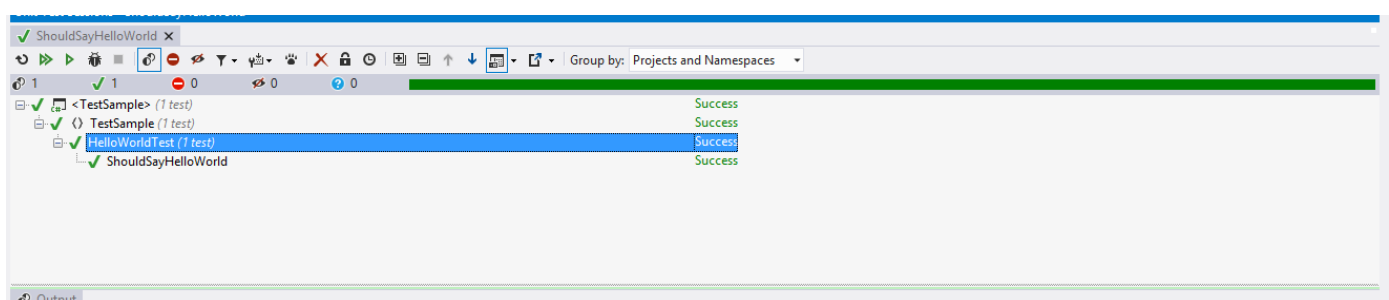 ShouldSayHelloWorld
Group by: Projects and Namespaces
1 1 0 0 0
<TestSample> (1 test) Success
TestSample (1 test) Success
HelloWorldTest (1 test) Success
ShouldSayHelloWorld Success
Output